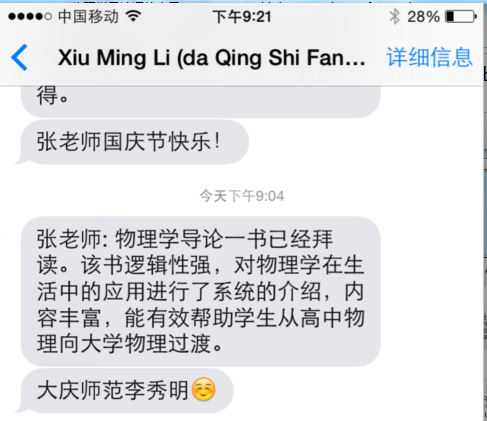 中国移动 下午9:21 28%
Xiu Ming Li (da Qing Shi Fan... 详细信息
得。
张老师国庆节快乐！
今天下午9:04
张老师: 物理学导论一书已经拜
读。该书逻辑性强，对物理学在生
活中的应用进行了系统的介绍，内
容丰富，能有效帮助学生从高中物
理向大学物理过渡。
大庆师范李秀明☺️